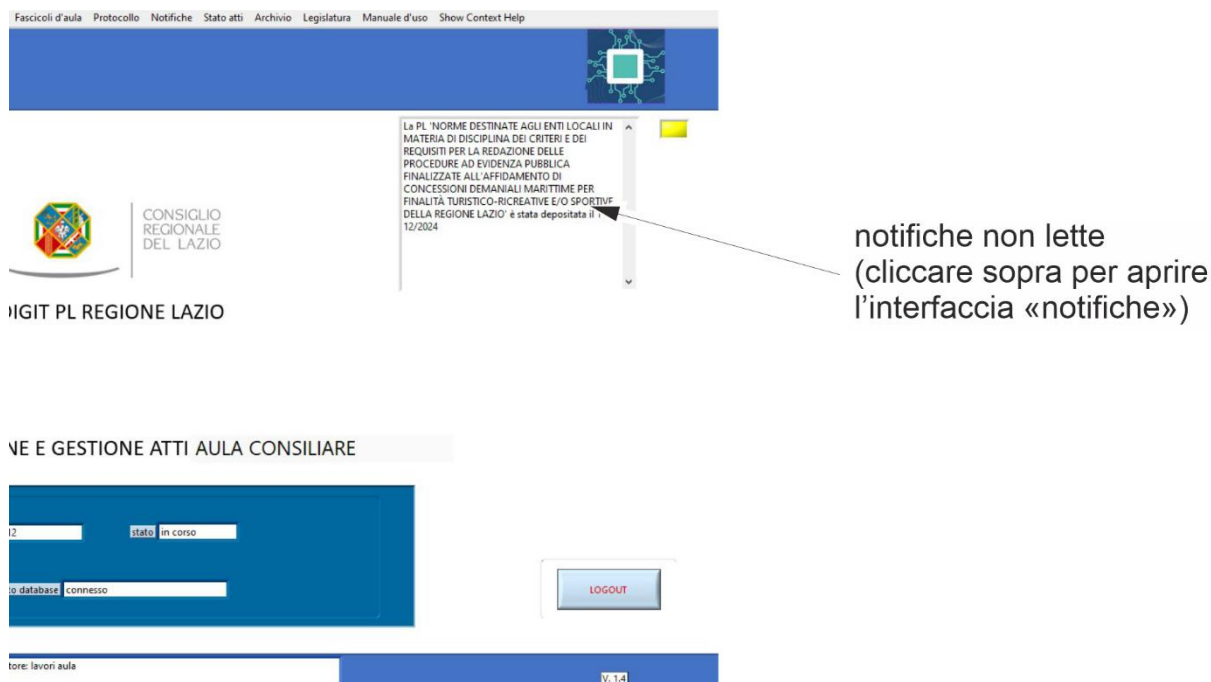 Fascicoli d'aula Protocollo Notifiche Stato atti Archivio Legislatura Manuale d'uso Show Context Help
La PL 'NORME DESTINATE AGLI ENTI LOCALI IN
MATERIA DI DISCIPLINA DEI CRITERI E DEI
REQUISITI PER LA REDAZIONE DELLE
PROCEDURE AD EVIDENZA PUBBLICA
FINALIZZATE ALL'AFFIDAMENTO DI
CONCESSIONI DEMANIALI MARITTIME PER
FINALITÀ TURISTICO-RICREATIVE E/O SPORTIVE
DELLA REGIONE LAZIO' è stata depositata il
12/2024
CONSIGLIO
REGIONALE
DEL LAZIO
notifiche non lette
(cliccare sopra per aprire
l'interfaccia «notifiche»)
IGIT PL REGIONE LAZIO
NE E GESTIONE ATTI AULA CONSILIARE
12 stato in corso
to database connesso
LOGOUT
tore: lavori aula
V. 1.4